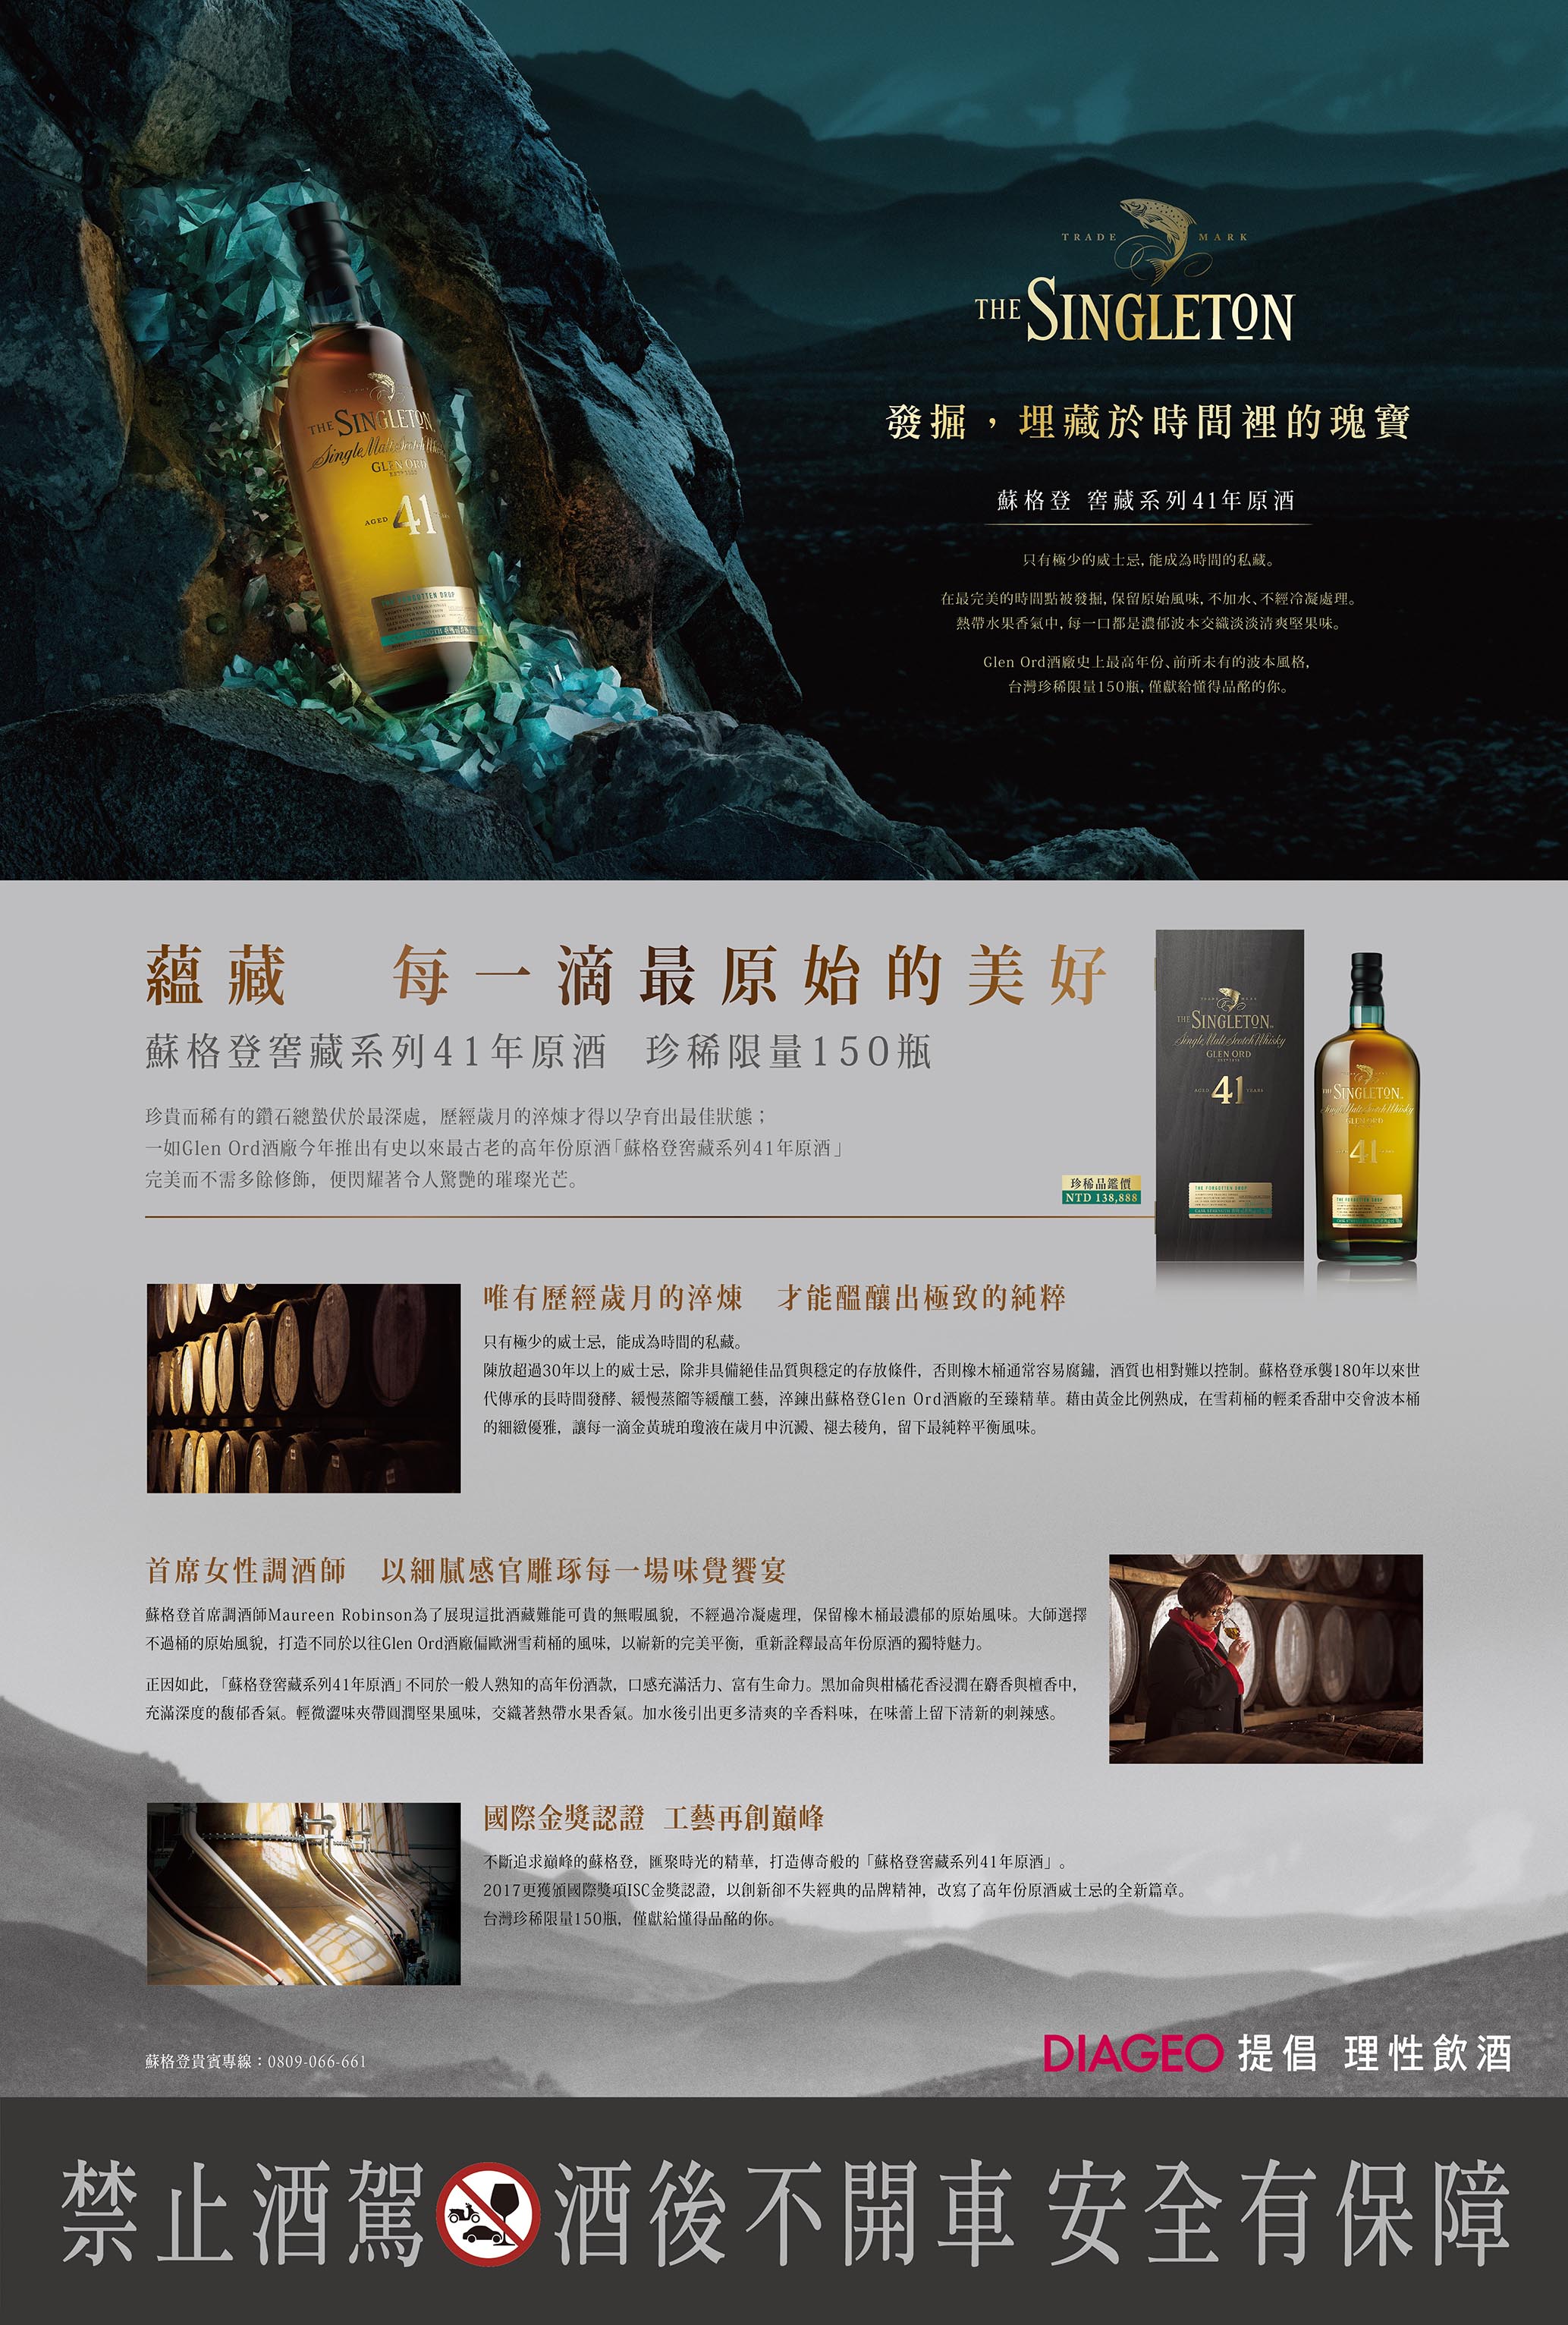 TRADE MARK
THE SINGLETON
發掘，埋藏於時間裡的瑰寶
蘇格登 窖藏系列41年原酒
只有極少的威士忌，能成為時間的私藏。
在最完美的時間點被發掘，保留原始風味，不加水、不經冷凝處理。
熱帶水果香氣中，每一口都是濃郁波本交織淡淡清爽堅果味。
Glen Ord酒廠史上最高年份、前所未有的波本風格，
台灣珍稀限量150瓶，僅獻給懂得品酩的你。
THE SINGLETON
Single Malt Scotch Whisky
GLEN ORD
AGED 41
THE FORGOTTEN DROP
蘊藏 每一滴最原始的美好
蘇格登窖藏系列41年原酒 珍稀限量150瓶
珍貴而稀有的鑽石總蟄伏於最深處，歷經歲月的淬煉才得以孕育出最佳狀態；
一如Glen Ord酒廠今年推出有史以來最古老的高年份原酒「蘇格登窖藏系列41年原酒」
完美而不需多餘修飾，便閃耀著令人驚艷的璀璨光芒。
珍稀品鑑價
NTD 138,888
TRADE MARK
THE SINGLETON
Single Malt Scotch Whisky
GLEN ORD
AGED 41 YEARS
THE FORGOTTEN DROP
THE SINGLETON
Single Malt Scotch Whisky
GLEN ORD
41
THE FORGOTTEN DROP
唯有歷經歲月的淬煉 才能醞釀出極致的純粹
只有極少的威士忌，能成為時間的私藏。
陳放超過30年以上的威士忌，除非具備絕佳品質與穩定的存放條件，否則橡木桶通常容易腐鏽，酒質也相對難以控制。蘇格登承襲180年以來世
代傳承的長時間發酵、緩慢蒸餾等緩釀工藝，淬鍊出蘇格登Glen Ord酒廠的至臻精華。藉由黃金比例熟成，在雪莉桶的輕柔香甜中交會波本桶
的細緻優雅，讓每一滴金黃琥珀瓊液在歲月中沉澱、褪去稜角，留下最純粹平衡風味。
首席女性調酒師 以細膩感官雕琢每一場味覺饗宴
蘇格登首席調酒師Maureen Robinson為了展現這批酒藏難能可貴的無暇風貌，不經過冷凝處理，保留橡木桶最濃郁的原始風味。大師選擇
不過桶的原始風貌，打造不同於以往Glen Ord酒廠偏歐洲雪莉桶的風味，以嶄新的完美平衡，重新詮釋最高年份原酒的獨特魅力。
正因如此，「蘇格登窖藏系列41年原酒」不同於一般人熟知的高年份酒款，口感充滿活力、富有生命力。黑加侖與柑橘花香浸潤在麝香與檀香中，
充滿深度的馥郁香氣。輕微澀味夾帶圓潤堅果風味，交織著熱帶水果香氣。加水後引出更多清爽的辛香料味，在味蕾上留下清新的刺辣感。
國際金獎認證 工藝再創巔峰
不斷追求巔峰的蘇格登，匯聚時光的精華，打造傳奇般的「蘇格登窖藏系列41年原酒」。
2017更獲頒國際獎項ISC金獎認證，以創新卻不失經典的品牌精神，改寫了高年份原酒威士忌的全新篇章。
台灣珍稀限量150瓶，僅獻給懂得品酩的你。
蘇格登貴賓專線：0809-066-661
DIAGEO 提倡 理性飲酒
禁止酒駕 酒後不開車 安全有保障